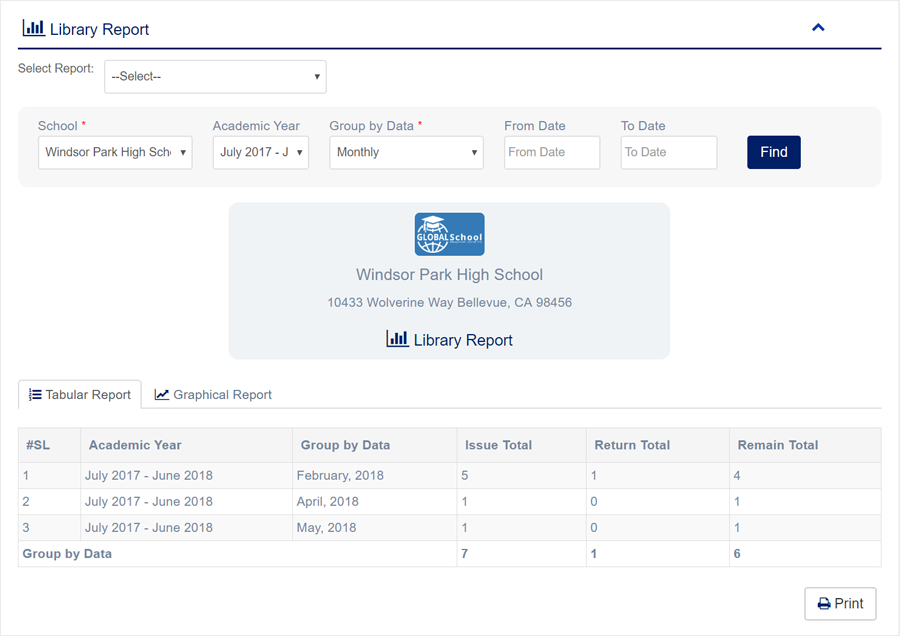 Library Report
Select Report: --Select--
School * Academic Year Group by Data * From Date To Date
Windsor Park High Sch July 2017 - J Monthly From Date To Date Find
GLOBAL School
Windsor Park High School
10433 Wolverine Way Bellevue, CA 98456
Library Report
Tabular Report Graphical Report
#SL Academic Year Group by Data Issue Total Return Total Remain Total
1 July 2017 - June 2018 February, 2018 5 1 4
2 July 2017 - June 2018 April, 2018 1 0 1
3 July 2017 - June 2018 May, 2018 1 0 1
Group by Data 7 1 6
Print